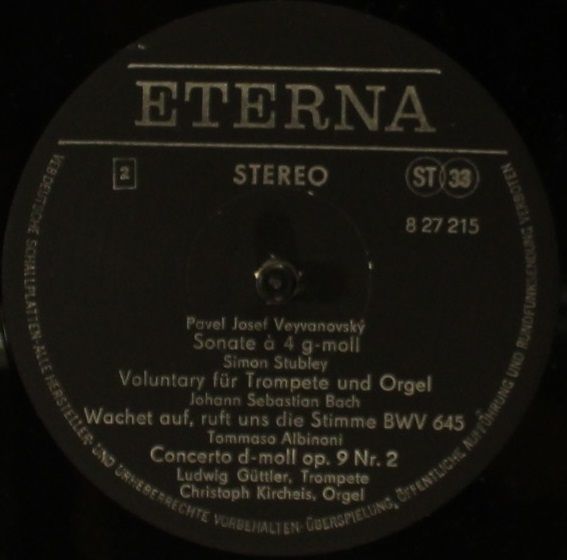 ETERNA
2
STEREO
ST 33
8 27 215
Pavel Josef Veyvanovský
Sonate à 4 g-moll
Simon Stubley
Voluntary für Trompete und Orgel
Johann Sebastian Bach
Wachet auf, ruft uns die Stimme BWV 645
Tommaso Albinoni
Concerto d-moll op. 9 Nr. 2
Ludwig Güttler, Trompete
Christoph Kircheis, Orgel
VEB DEUTSCHE SCHALLPLATTEN · ALLE HERSTELLER- UND URHEBERRECHTE VORBEHALTEN · ÜBERSPIELUNG, ÖFFENTLICHE AUFFÜHRUNG UND RUNDFUNKSENDUNG VERBOTEN